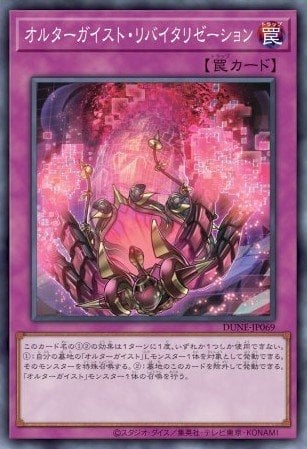 オルターガイスト・リバイタリゼーション
トラップ
罠
【罠カード】
トラップ
DUNE-JP069
このカード名の①②の効果は1ターンに1度、いずれか1つしか使用できない。
①:自分の墓地の「オルターガイスト」モンスター1体を対象として発動できる。
そのモンスターを特殊召喚する。②:墓地のこのカードを除外して発動できる。
「オルターガイスト」モンスター1体の召喚を行う。
©スタジオ・ダイス／集英社・テレビ東京・KONAMI